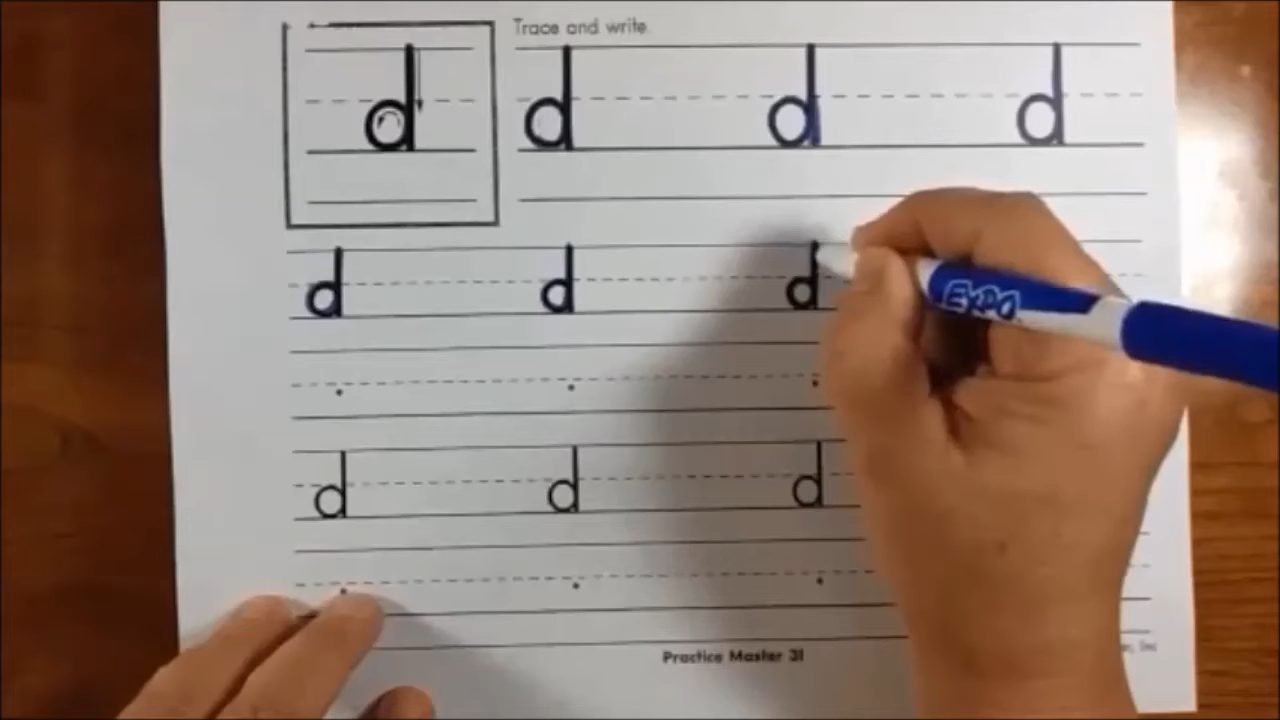 Trace and write.
d d d d
d d d
EXPO
d d d
Practice Master 31